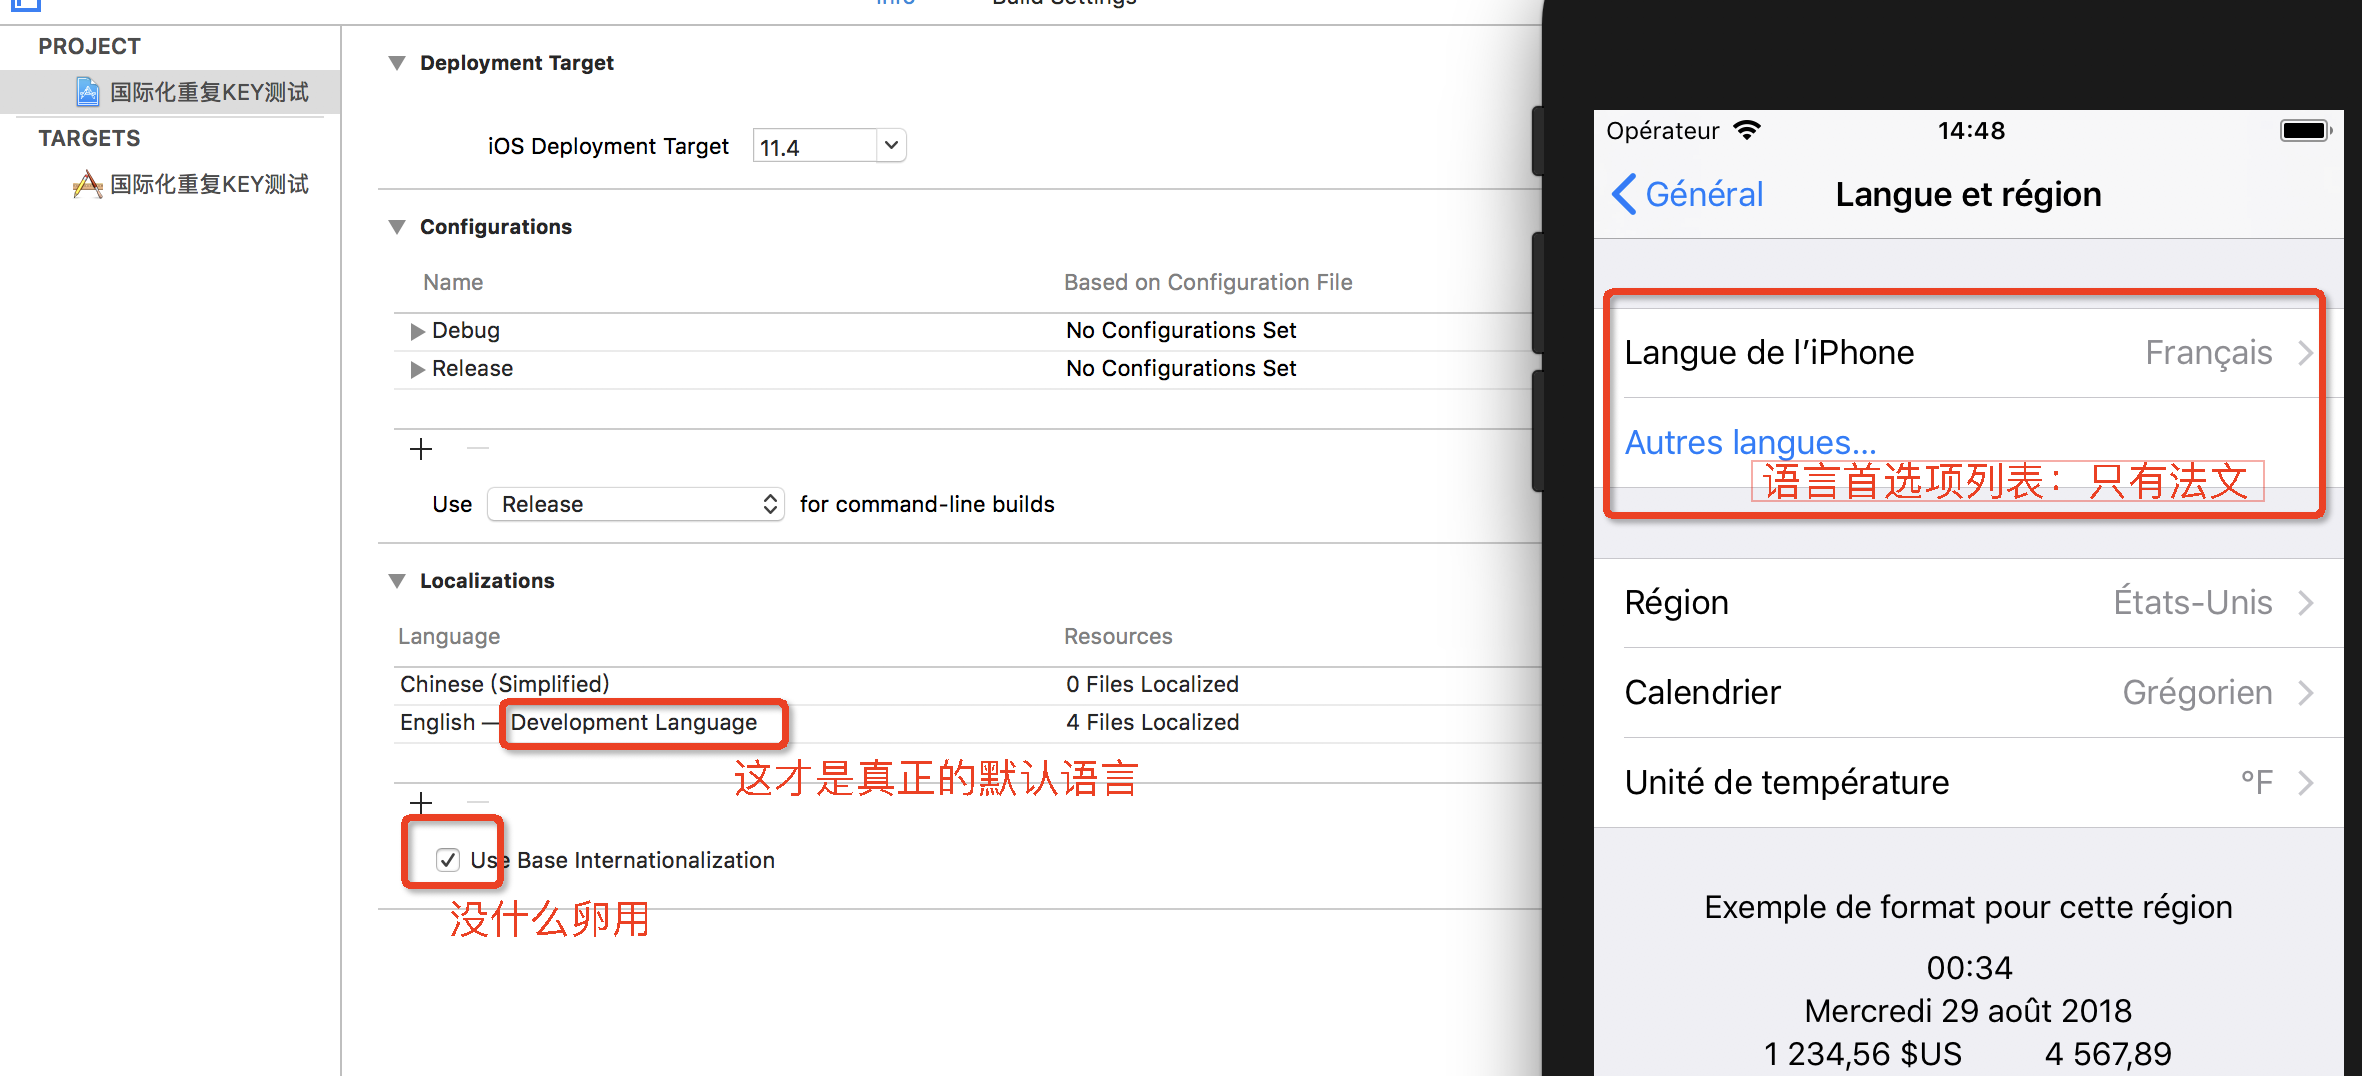 Info Build Settings
PROJECT
国际化重复KEY测试
TARGETS
国际化重复KEY测试
Deployment Target
iOS Deployment Target 11.4
Configurations
Name Based on Configuration File
Debug No Configurations Set
Release No Configurations Set
Use Release for command-line builds
Localizations
Language Resources
Chinese (Simplified) 0 Files Localized
English — Development Language 4 Files Localized
这才是真正的默认语言
Use Base Internationalization
没什么卵用
Opérateur 14:48
Général Langue et région
Langue de l’iPhone Français
Autres langues...
语言首选项列表：只有法文
Région États-Unis
Calendrier Grégorien
Unité de température °F
Exemple de format pour cette région
00:34
Mercredi 29 août 2018
1 234,56 $US 4 567,89